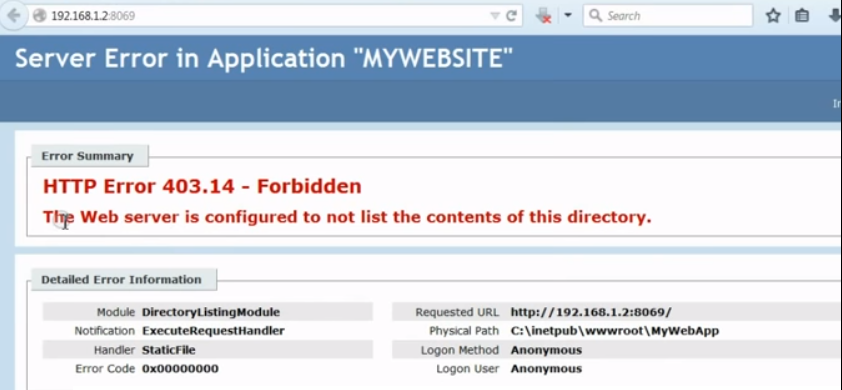 192.168.1.2:8069
Search
Server Error in Application "MYWEBSITE"
Error Summary
HTTP Error 403.14 - Forbidden
The Web server is configured to not list the contents of this directory.
Detailed Error Information
Module DirectoryListingModule
Notification ExecuteRequestHandler
Handler StaticFile
Error Code 0x00000000
Requested URL http://192.168.1.2:8069/
Physical Path C:\inetpub\wwwroot\MyWebApp
Logon Method Anonymous
Logon User Anonymous